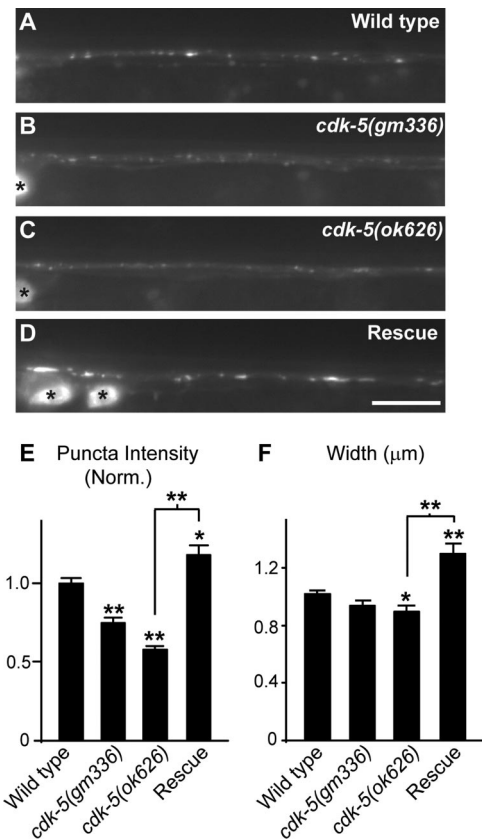 A Wild type
B cdk-5(gm336)
*
C cdk-5(ok626)
*
D Rescue
* *
E Puncta Intensity
(Norm.)
**
*
**
**
1.0
0.5
0
Wild type
cdk-5(gm336)
cdk-5(ok626)
Rescue
F Width (μm)
**
**
*
1.2
0.8
0.4
0
Wild type
cdk-5(gm336)
cdk-5(ok626)
Rescue